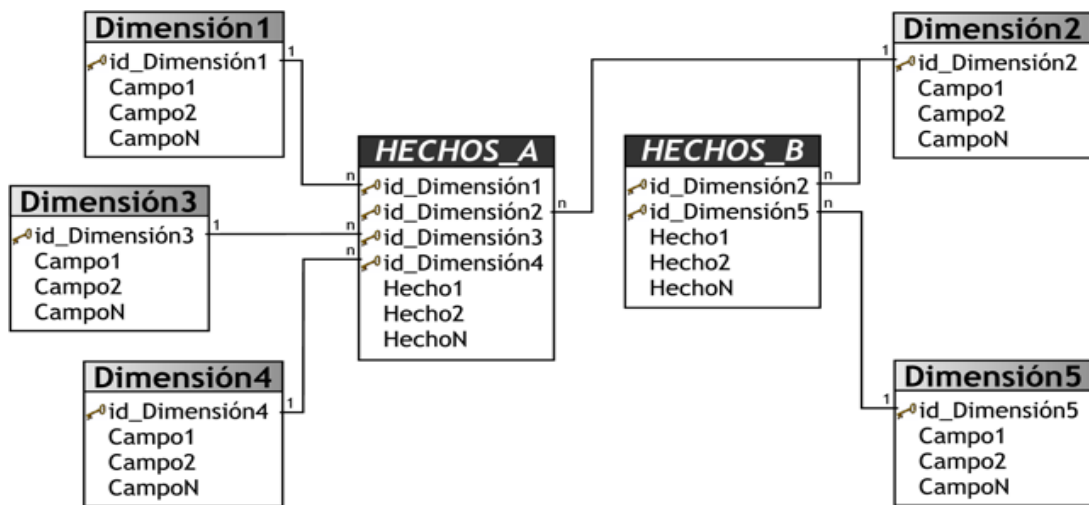 Dimensión1
1
id_Dimensión1
Campo1
Campo2
CampoN
Dimensión3
1
id_Dimensión3
Campo1
Campo2
CampoN
Dimensión4
1
id_Dimensión4
Campo1
Campo2
CampoN
HECHOS_A
n
id_Dimensión1
id_Dimensión2
n
n
id_Dimensión3
n
id_Dimensión4
Hecho1
Hecho2
HechoN
HECHOS_B
id_Dimensión2
n
id_Dimensión5
n
Hecho1
Hecho2
HechoN
Dimensión2
1
id_Dimensión2
Campo1
Campo2
CampoN
Dimensión5
1
id_Dimensión5
Campo1
Campo2
CampoN